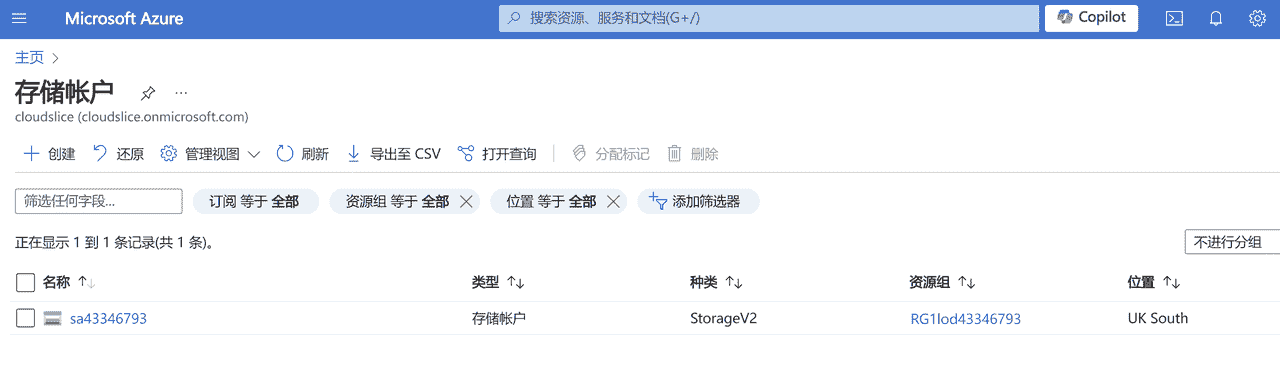 Microsoft Azure 搜索资源、服务和文档(G+/) Copilot
主页
存储帐户
cloudslice (cloudslice.onmicrosoft.com)
创建 还原 管理视图 刷新 导出至 CSV 打开查询 分配标记 删除
筛选任何字段... 订阅 等于 全部 资源组 等于 全部 位置 等于 全部 添加筛选器
正在显示 1 到 1 条记录(共 1 条)。 不进行分组
名称 类型 种类 资源组 位置
sa43346793 存储帐户 StorageV2 RG1lod43346793 UK South